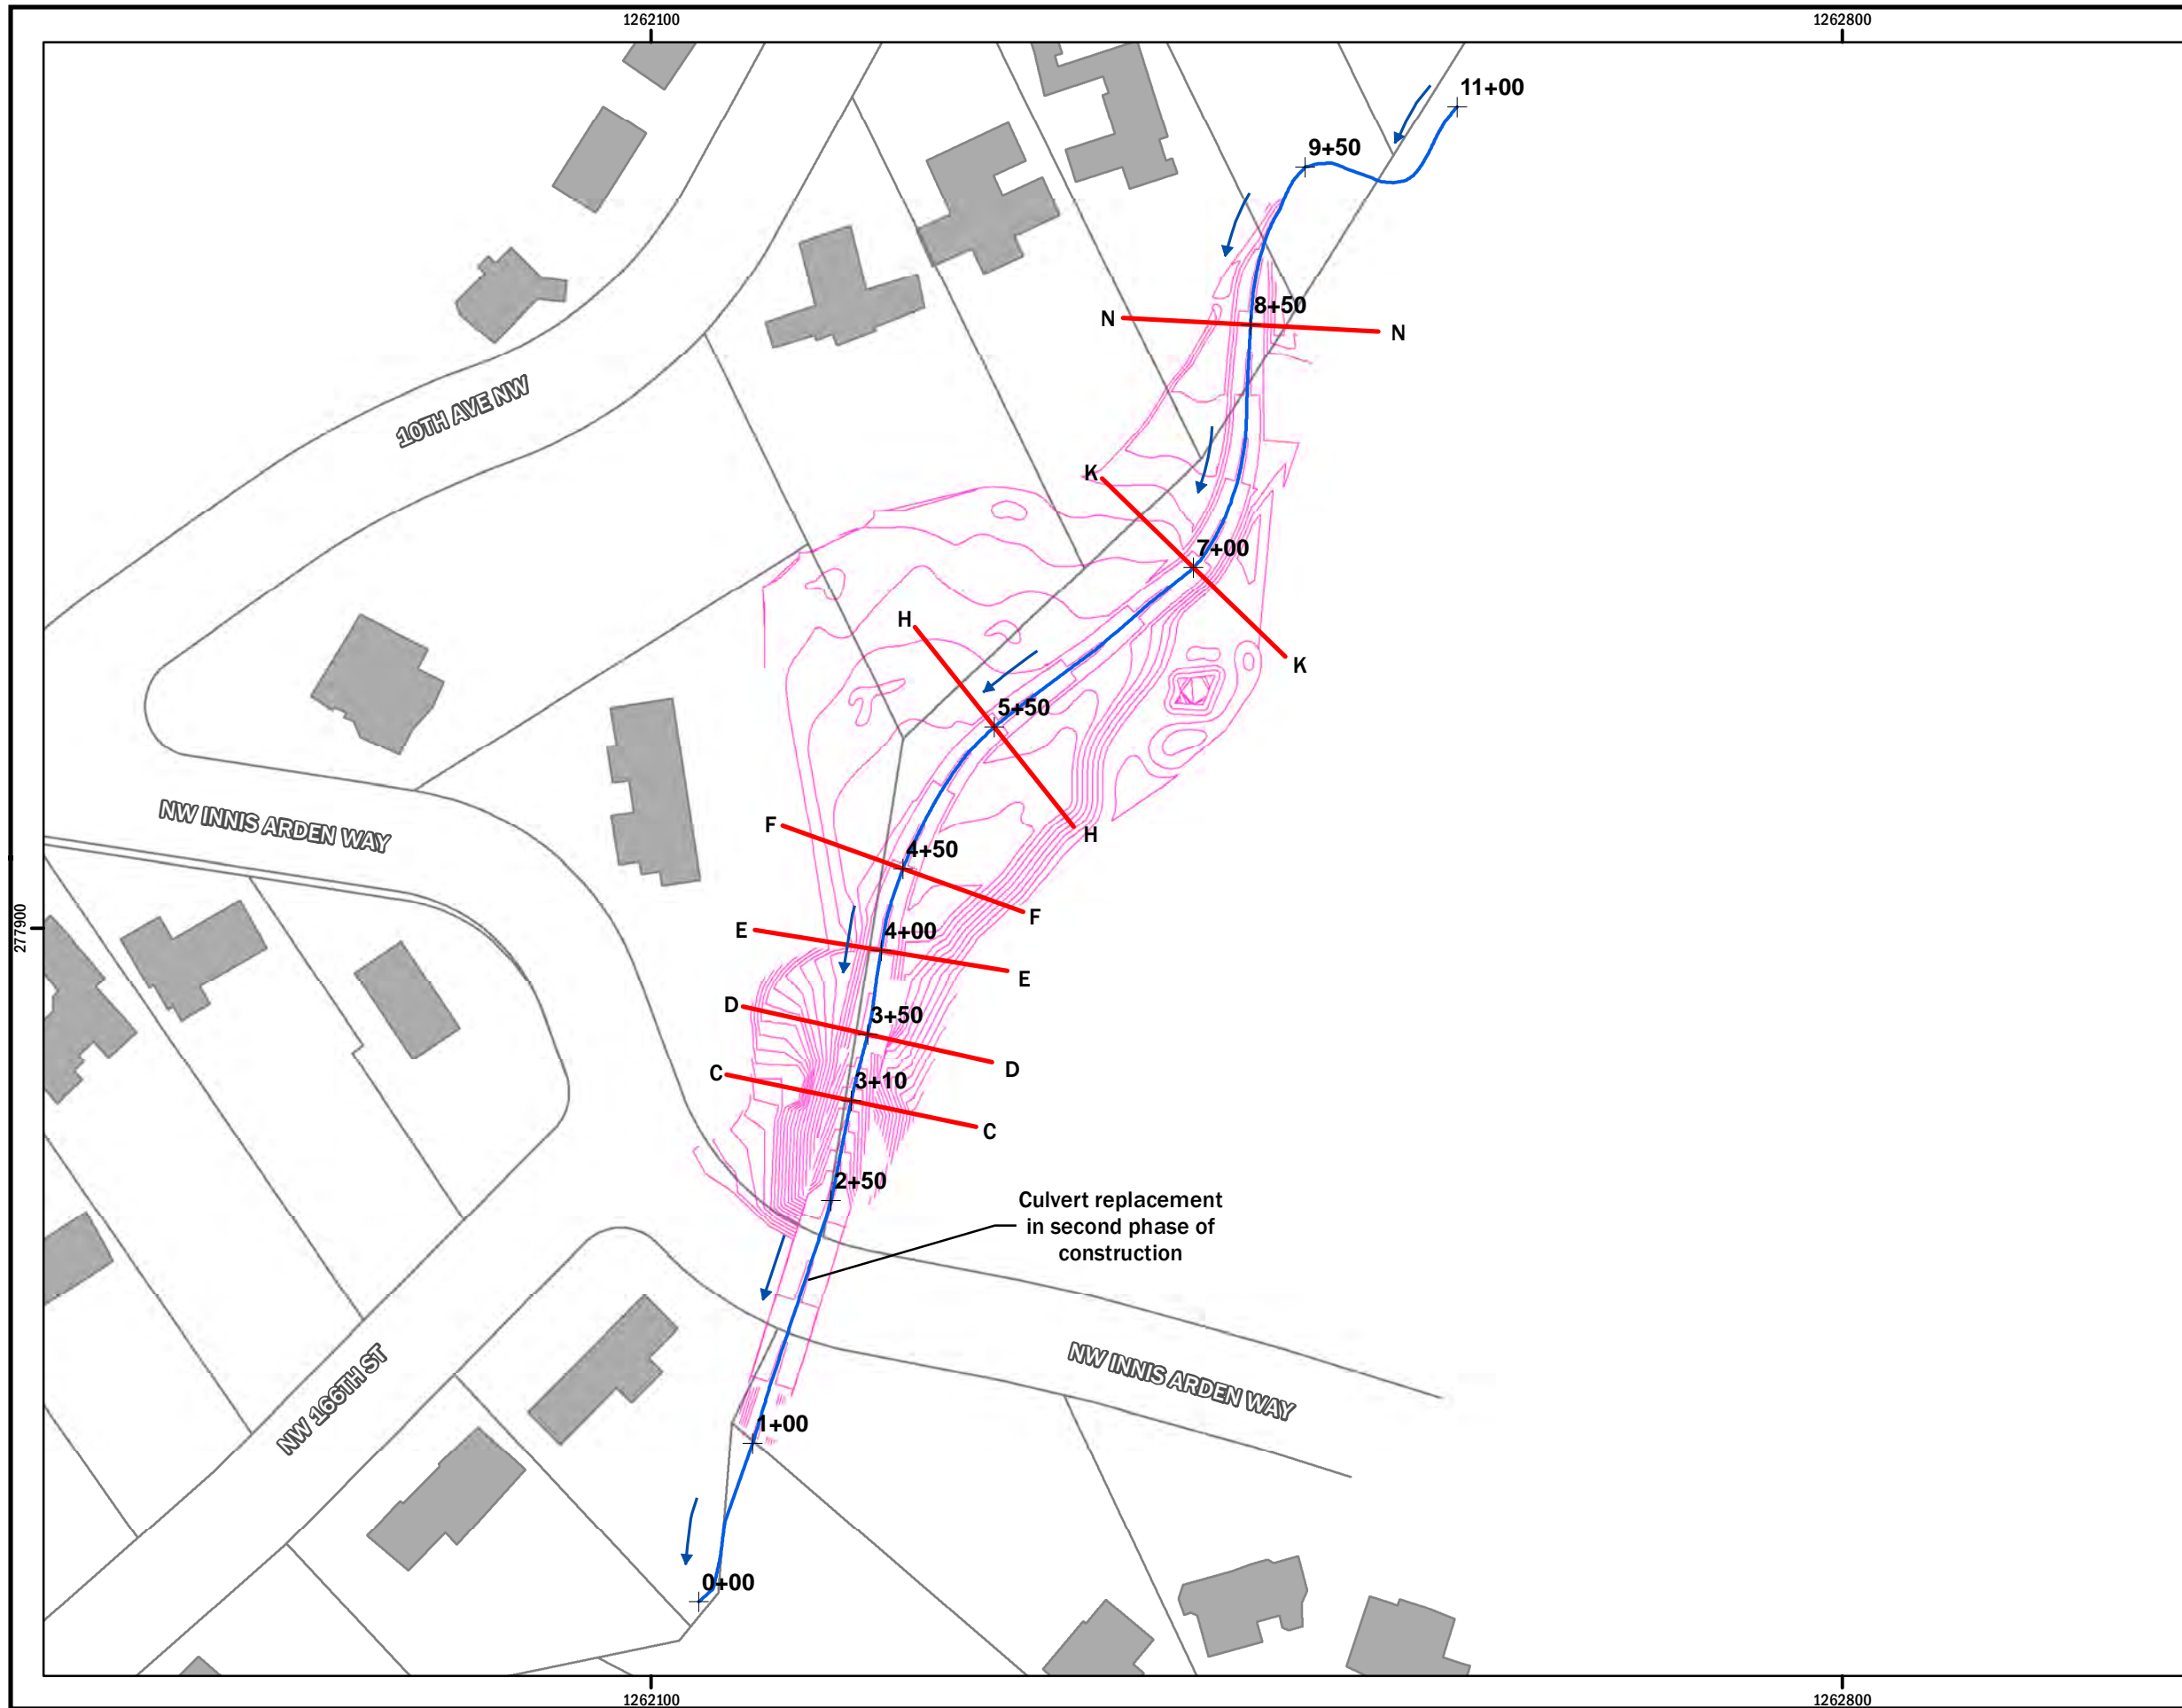 1262100
1262800
11+00
9+50
8+50
N
N
10TH AVE NW
K
7+00
H
K
5+50
NW INNIS ARDEN WAY
F
H
4+50
F
277900
E
4+00
E
D
3+50
D
C
3+10
C
2+50
Culvert replacement
in second phase of
construction
NW 166TH ST
NW INNIS ARDEN WAY
1+00
0+00
1262100
1262800